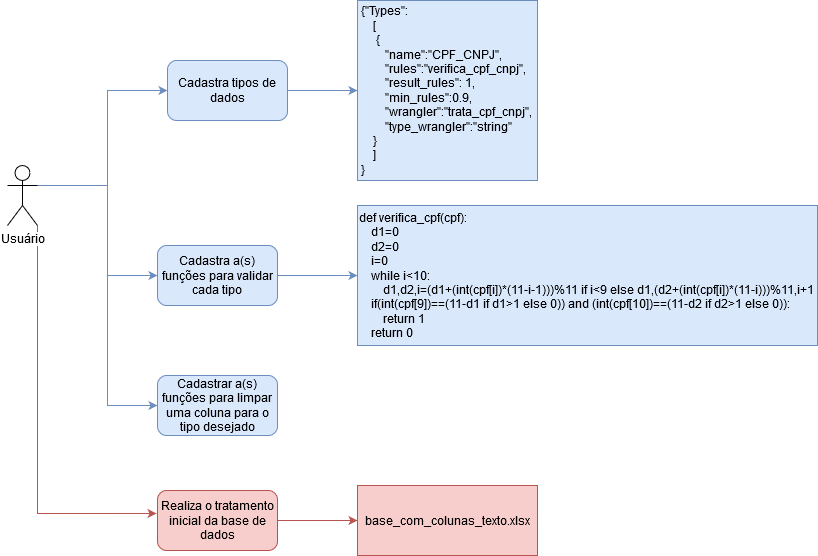 {"Types":
[
{
"name":"CPF_CNPJ",
"rules":"verifica_cpf_cnpj",
"result_rules": 1,
"min_rules":0.9,
"wrangler":"trata_cpf_cnpj",
"type_wrangler":"string"
}
]
}
Cadastra tipos de
dados
Usuário
Cadastra a(s)
funções para validar
cada tipo
def verifica_cpf(cpf):
d1=0
d2=0
i=0
while i<10:
d1,d2,i=(d1+(int(cpf[i])*(11-i-1)))%11 if i<9 else d1,(d2+(int(cpf[i])*(11-i)))%11,i+1
if(int(cpf[9])==(11-d1 if d1>1 else 0)) and (int(cpf[10])==(11-d2 if d2>1 else 0)):
return 1
return 0
Cadastrar a(s)
funções para limpar
uma coluna para o
tipo desejado
Realiza o tratamento
inicial da base de
dados
base_com_colunas_texto.xlsx